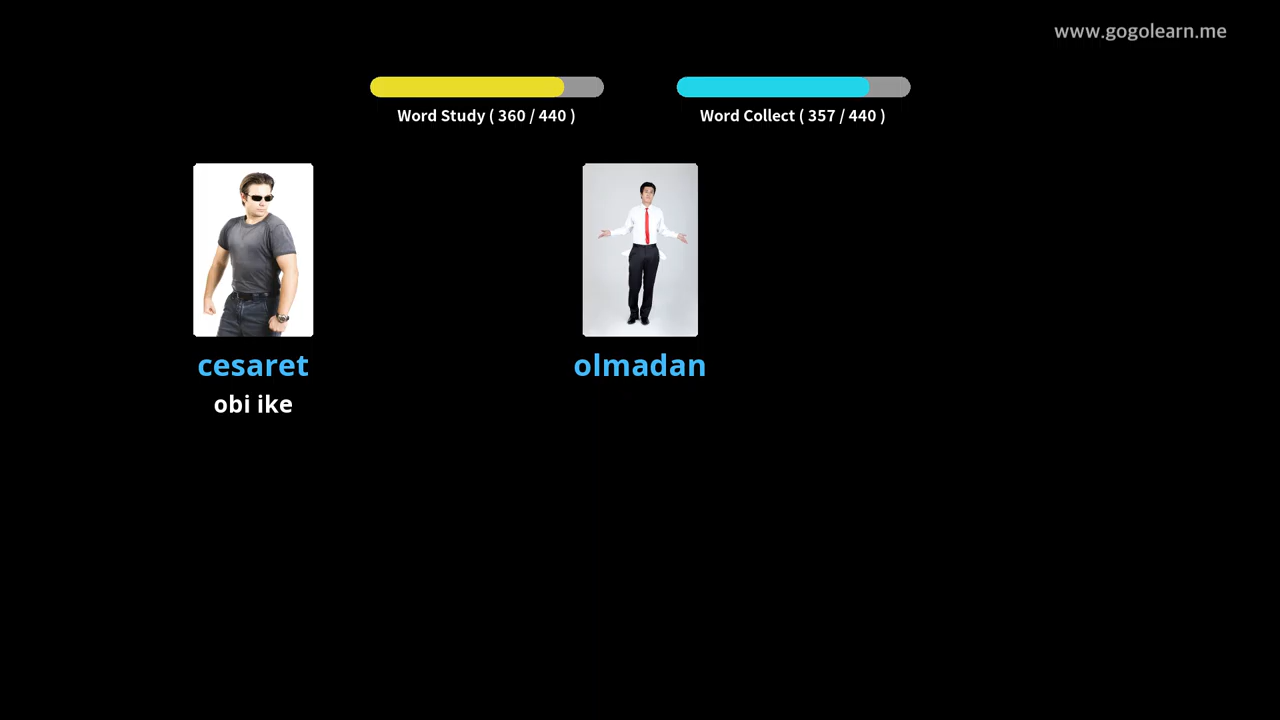 www.gogolearn.me
Word Study ( 360 / 440 )
Word Collect ( 357 / 440 )
cesaret
obi ike
olmadan